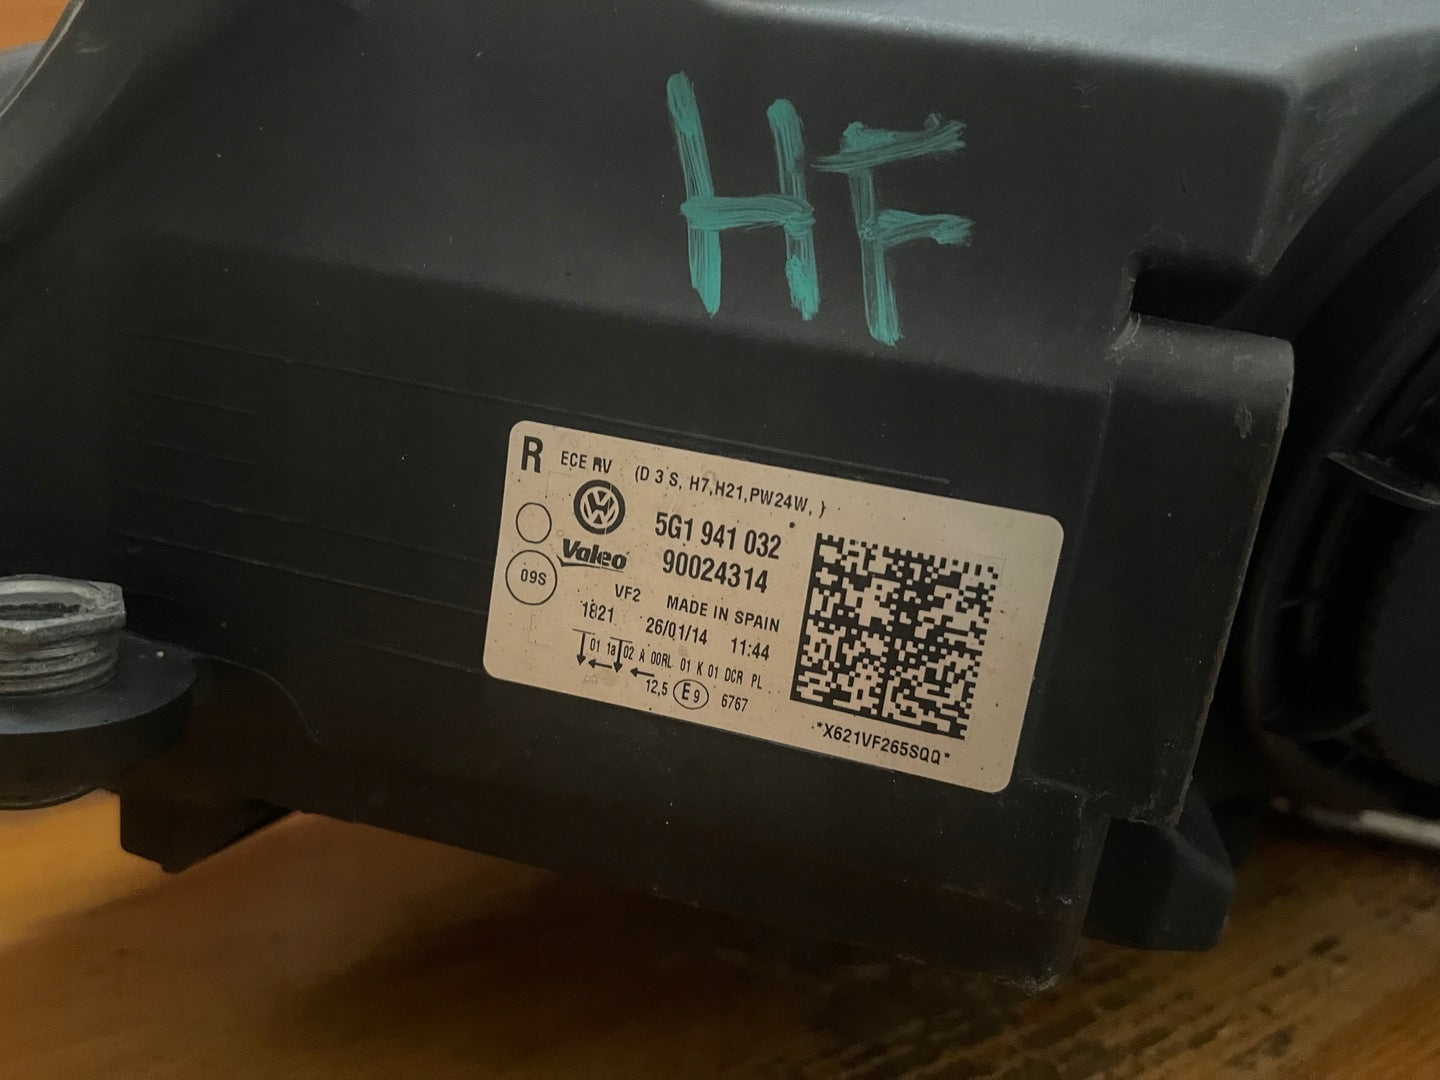 HF
R ECE RV (D 3 S, H7,H21,PW24W, )
5G1 941 032
Valeo 90024314
09S
VF2 MADE IN SPAIN
1821 26/01/14 11:44
01 1a 02 A 00RL 01 K 01 DCR PL
12,5 E9 6767
*X621VF265SQQ*